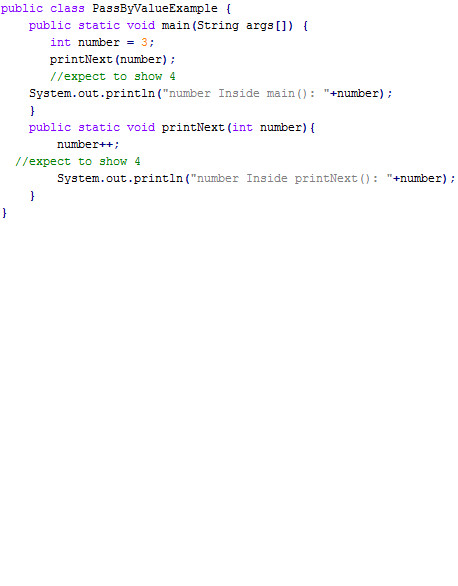 public class PassByValueExample {
public static void main(String args[]) {
int number = 3;
printNext(number);
//expect to show 4
System.out.println("number Inside main(): "+number);
}
public static void printNext(int number){
number++;
//expect to show 4
System.out.println("number Inside printNext(): "+number);
}
}